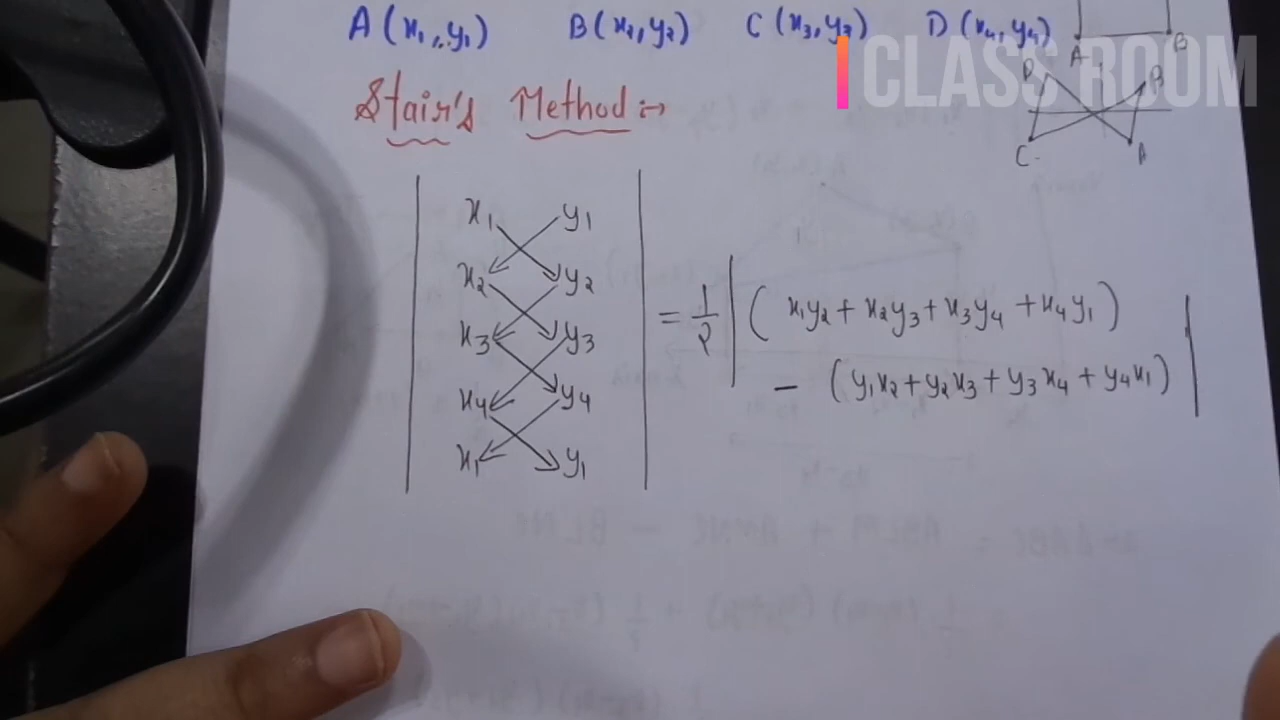 A (x₁, y₁) B (x₂, y₂) C (x₃, y₃) D (x₄, y₄)
A B
CLASS ROOM
D B
C A
Stair's Method :→
x₁ y₁
x₂ y₂
x₃ y₃
x₄ y₄
x₁ y₁
= 1/2 | (x₁y₂ + x₂y₃ + x₃y₄ + x₄y₁)
− (y₁x₂ + y₂x₃ + y₃x₄ + y₄x₁) |